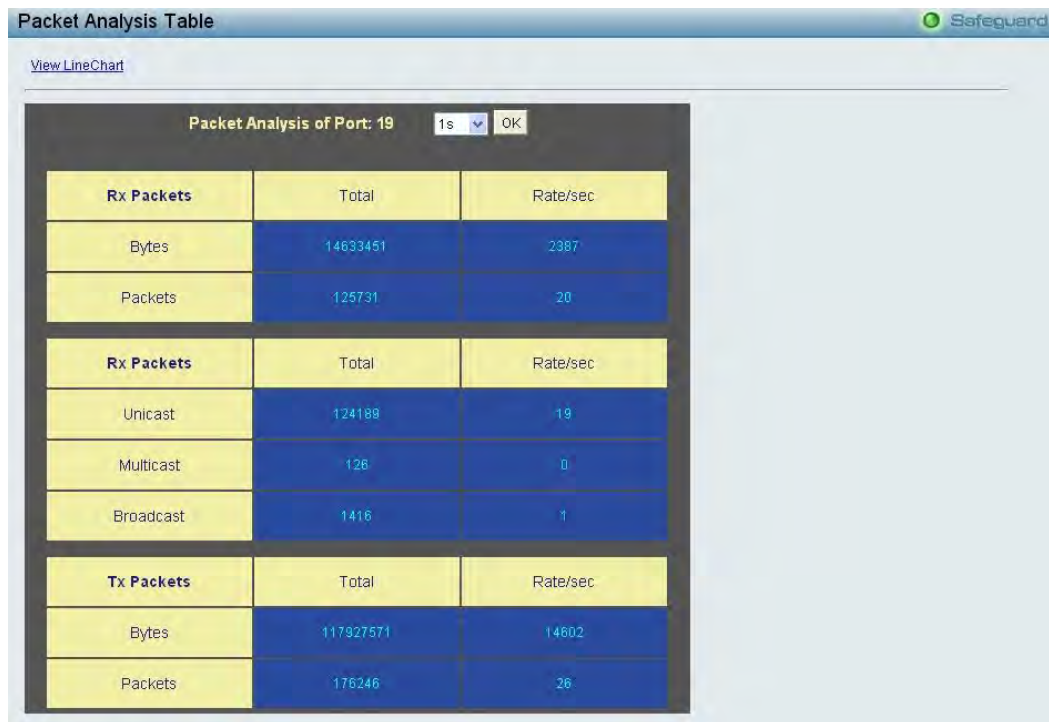 Packet Analysis Table
Safeguard
View LineChart
Packet Analysis of Port: 19 1s OK
Rx Packets Total Rate/sec
Bytes 14633451 2387
Packets 125731 20
Rx Packets Total Rate/sec
Unicast 124189 19
Multicast 126 0
Broadcast 1416 1
Tx Packets Total Rate/sec
Bytes 117927571 14602
Packets 176246 26